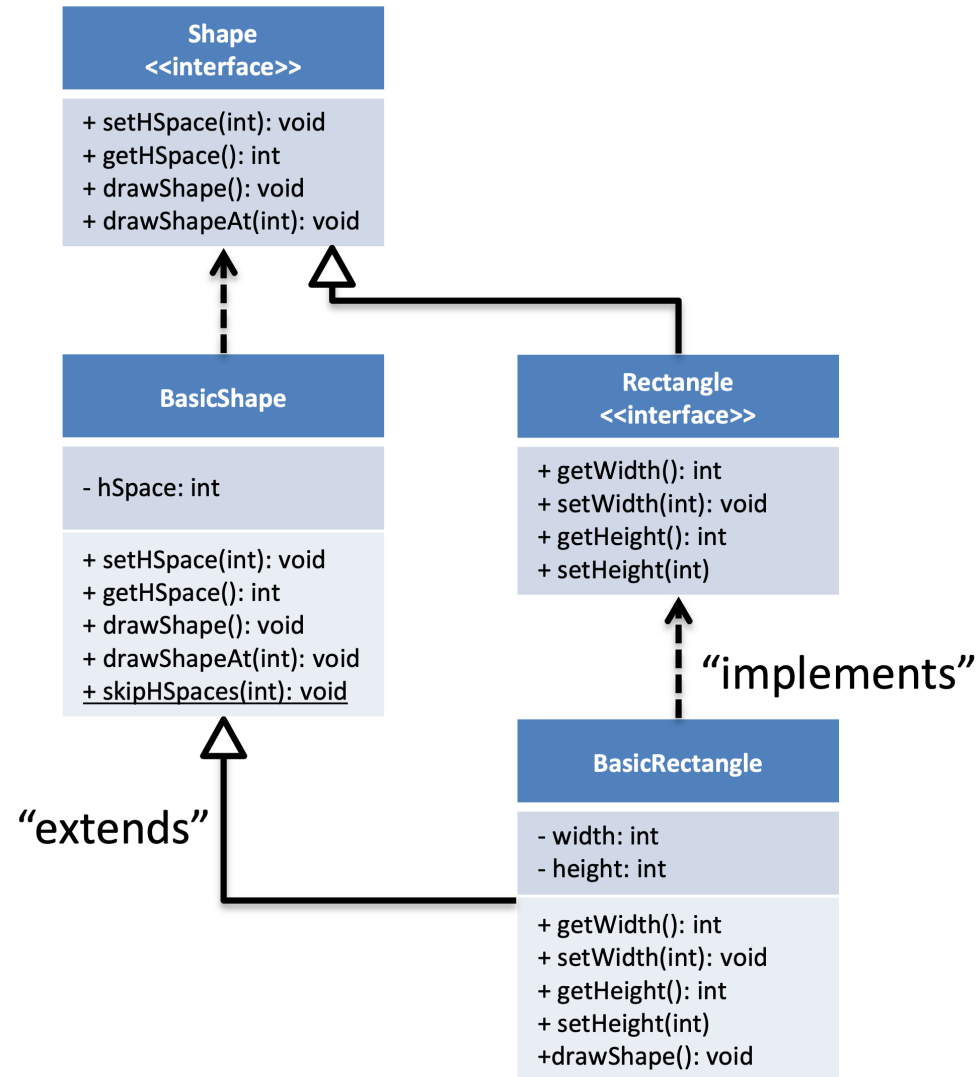 Shape
<<interface>>
+ setHSpace(int): void
+ getHSpace(): int
+ drawShape(): void
+ drawShapeAt(int): void
BasicShape
- hSpace: int
+ setHSpace(int): void
+ getHSpace(): int
+ drawShape(): void
+ drawShapeAt(int): void
+ skipHSpaces(int): void
Rectangle
<<interface>>
+ getWidth(): int
+ setWidth(int): void
+ getHeight(): int
+ setHeight(int)
“implements”
“extends”
BasicRectangle
- width: int
- height: int
+ getWidth(): int
+ setWidth(int): void
+ getHeight(): int
+ setHeight(int)
+drawShape(): void